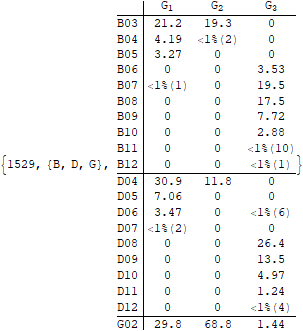 G1 G2 G3
B03 21.2 19.3 0
B04 4.19 <1%(2) 0
B05 3.27 0 0
B06 0 0 3.53
B07 <1%(1) 0 19.5
B08 0 0 17.5
B09 0 0 7.72
B10 0 0 2.88
B11 0 0 <1%(10)
{1529, {B, D, G}, B12 0 0 <1%(1) }
D04 30.9 11.8 0
D05 7.06 0 0
D06 3.47 0 <1%(6)
D07 <1%(2) 0 0
D08 0 0 26.4
D09 0 0 13.5
D10 0 0 4.97
D11 0 0 1.24
D12 0 0 <1%(4)
G02 29.8 68.8 1.44